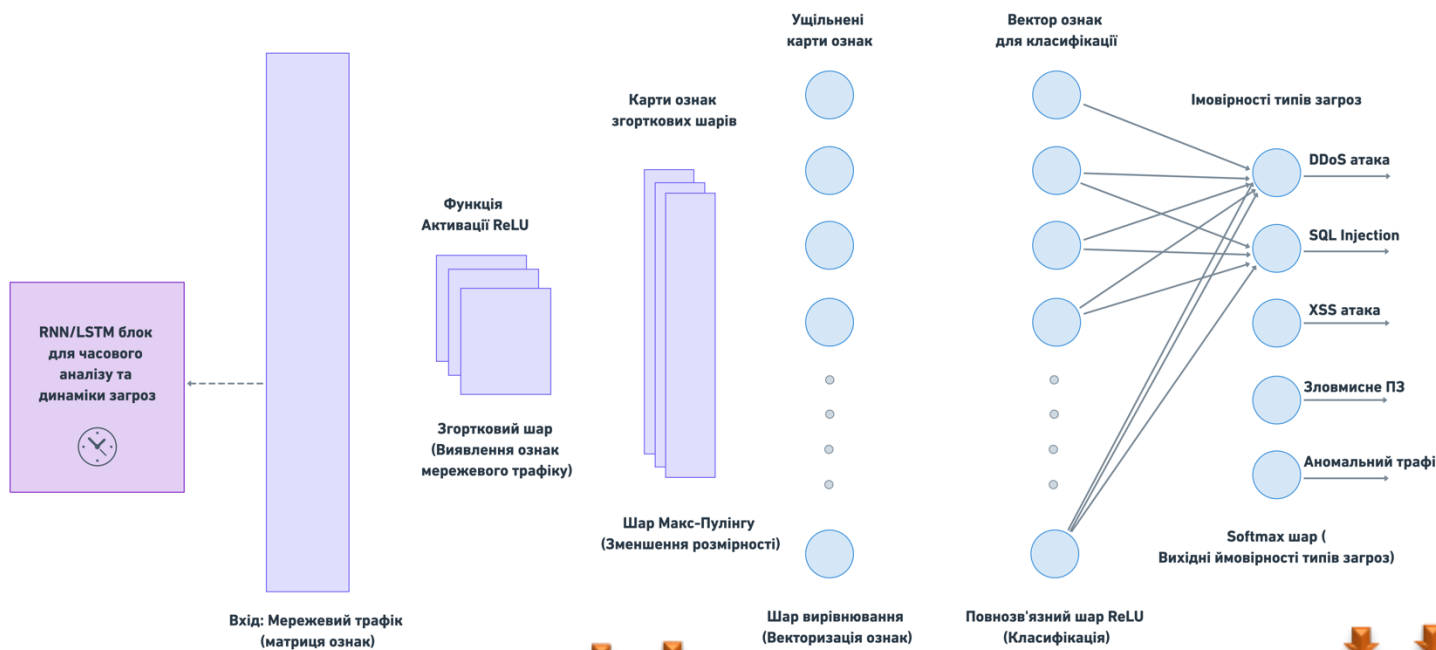 Ущільнені
карти ознак
Вектор ознак
для класифікації
Карти ознак
згорткових шарів
Імовірності типів загроз
DDoS атака
Функція
Активації ReLU
SQL Injection
RNN/LSTM блок
для часового
аналізу та
динаміки загроз
XSS атака
Зловмисне ПЗ
Згортковий шар
(Виявлення ознак
мережевого трафіку)
Аномальний трафі
Шар Макс-Пулінгу
(Зменшення розмірності)
Softmax шар (
Вихідні ймовірності типів загроз)
Вхід: Мережевий трафік
(матриця ознак)
Шар вирівнювання
(Векторизація ознак)
Повнозв'язний шар ReLU
(Класифікація)